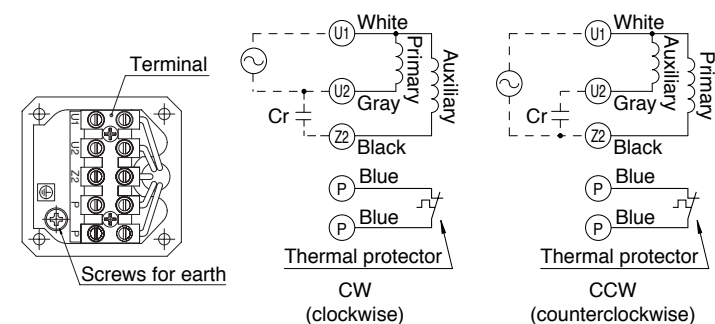 Terminal
U1
U2
Z2
P
P
Screws for earth
U1 White
Primary
Auxiliary
U2 Gray
Cr
Z2 Black
P Blue
P Blue
Thermal protector
CW
(clockwise)
U1 White
Auxiliary
Primary
U2 Gray
Cr
Z2 Black
P Blue
P Blue
Thermal protector
CCW
(counterclockwise)